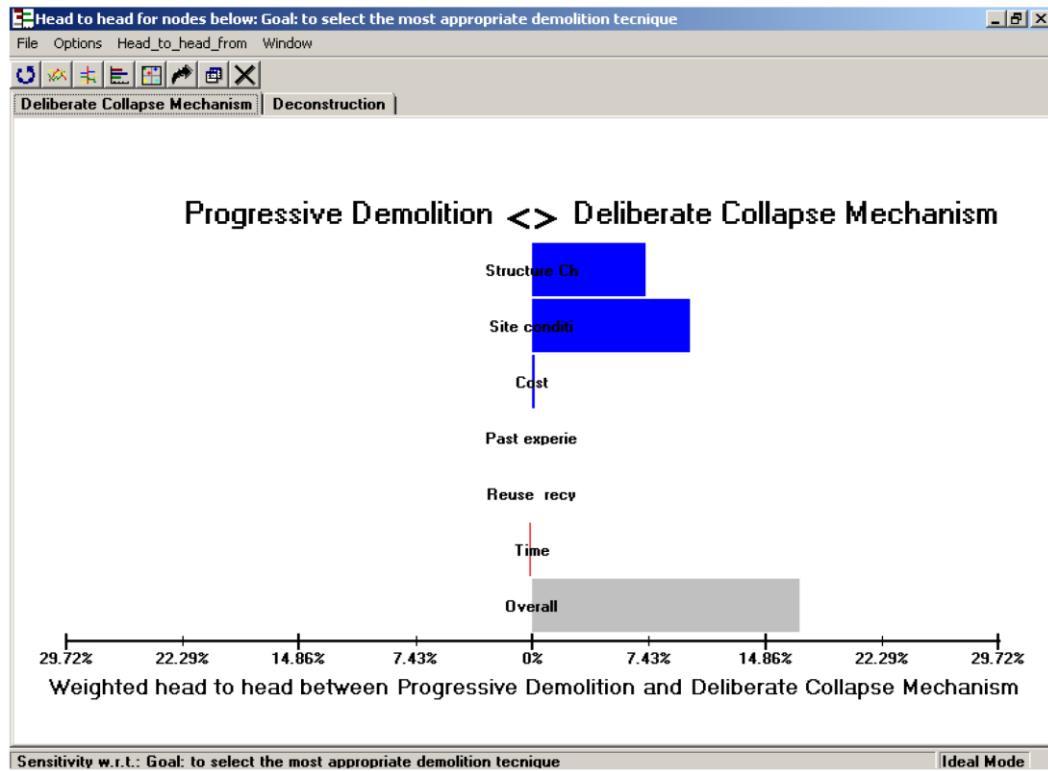 Head to head for nodes below: Goal: to select the most appropriate demolition tecnique
File Options Head_to_head_from Window
Deliberate Collapse Mechanism Deconstruction
Progressive Demolition <> Deliberate Collapse Mechanism
Structure Ch
Site conditi
Cost
Past experie
Reuse recy
Time
Overall
29.72% 22.29% 14.86% 7.43% 0% 7.43% 14.86% 22.29% 29.72%
Weighted head to head between Progressive Demolition and Deliberate Collapse Mechanism
Sensitivity w.r.t.: Goal: to select the most appropriate demolition tecnique Ideal Mode